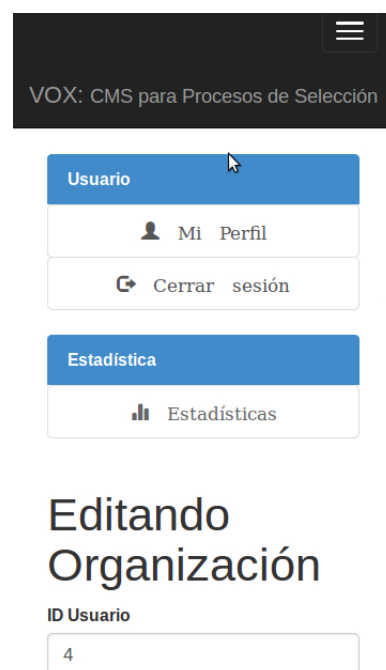 VOX: CMS para Procesos de Selección
Usuario
Mi Perfil
Cerrar sesión
Estadística
Estadísticas
Editando
Organización
ID Usuario
4